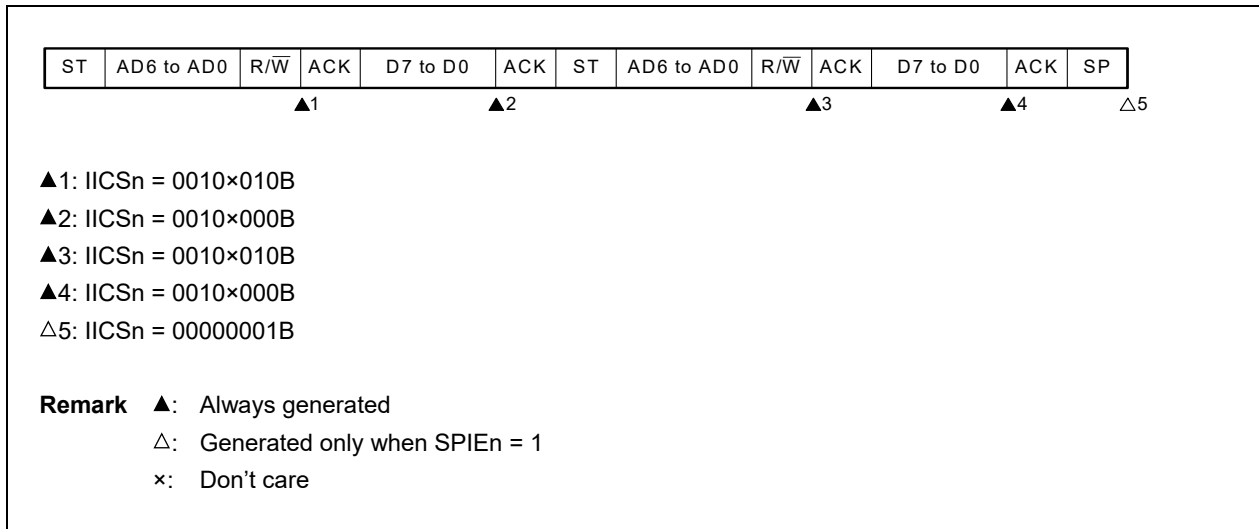 ST AD6 to AD0 R/W̅ ACK D7 to D0 ACK ST AD6 to AD0 R/W̅ ACK D7 to D0 ACK SP
▲1 ▲2 ▲3 ▲4 △5
▲1: IICSn = 0010×010B
▲2: IICSn = 0010×000B
▲3: IICSn = 0010×010B
▲4: IICSn = 0010×000B
△5: IICSn = 00000001B
Remark ▲: Always generated
△: Generated only when SPIEn = 1
×: Don’t care